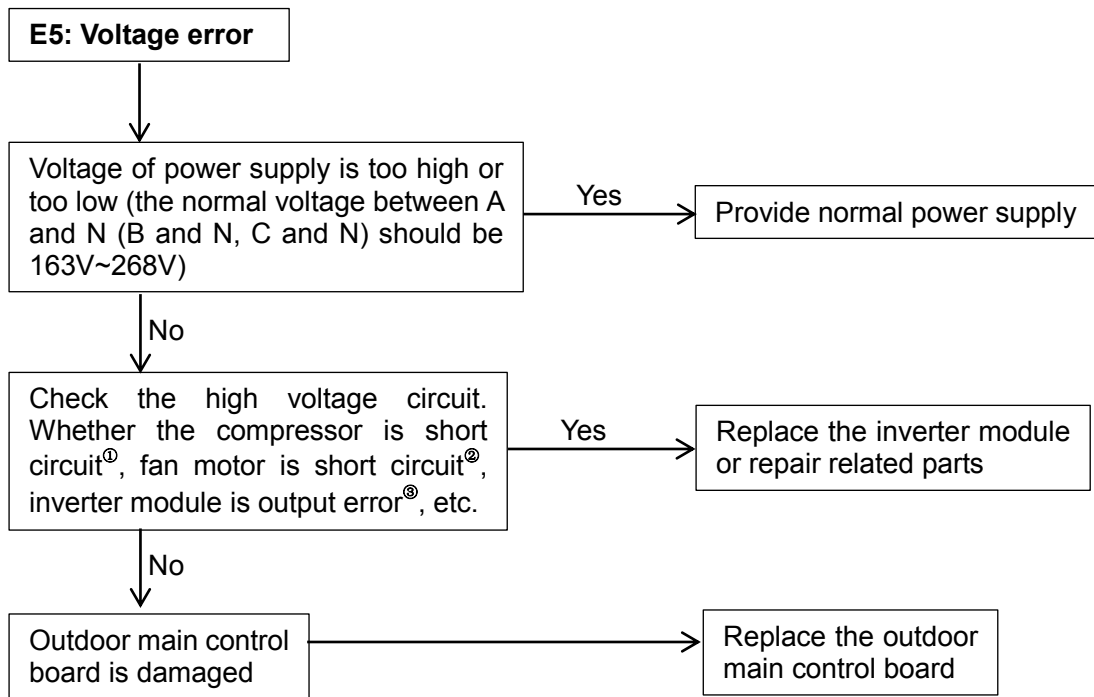 E5: Voltage error
Voltage of power supply is too high or
too low (the normal voltage between A
and N (B and N, C and N) should be
163V~268V)
Yes
Provide normal power supply
No
Check the high voltage circuit.
Whether the compressor is short
circuit①, fan motor is short circuit②,
inverter module is output error③, etc.
Yes
Replace the inverter module
or repair related parts
No
Outdoor main control
board is damaged
Replace the outdoor
main control board